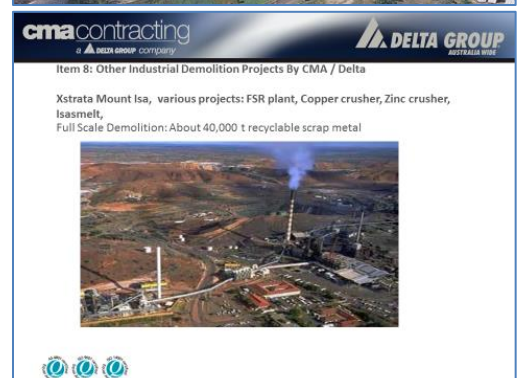 cmacontracting
a DELTA GROUP company
DELTA GROUP
AUSTRALIA WIDE
Item 8: Other Industrial Demolition Projects By CMA / Delta
Xstrata Mount Isa, various projects: FSR plant, Copper crusher, Zinc crusher,
Isasmelt,
Full Scale Demolition: About 40,000 t recyclable scrap metal